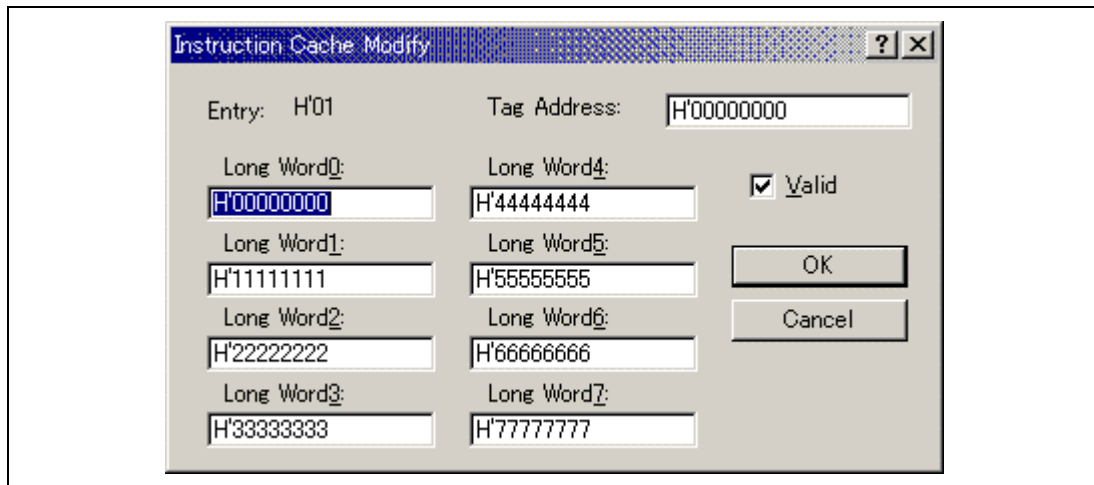 Instruction Cache Modify
Entry: H'01 Tag Address: H'00000000
Long Word0: Long Word4:
H'00000000 H'44444444 Valid
Long Word1: Long Word5:
H'11111111 H'55555555 OK
Long Word2: Long Word6: Cancel
H'22222222 H'66666666
Long Word3: Long Word7:
H'33333333 H'77777777